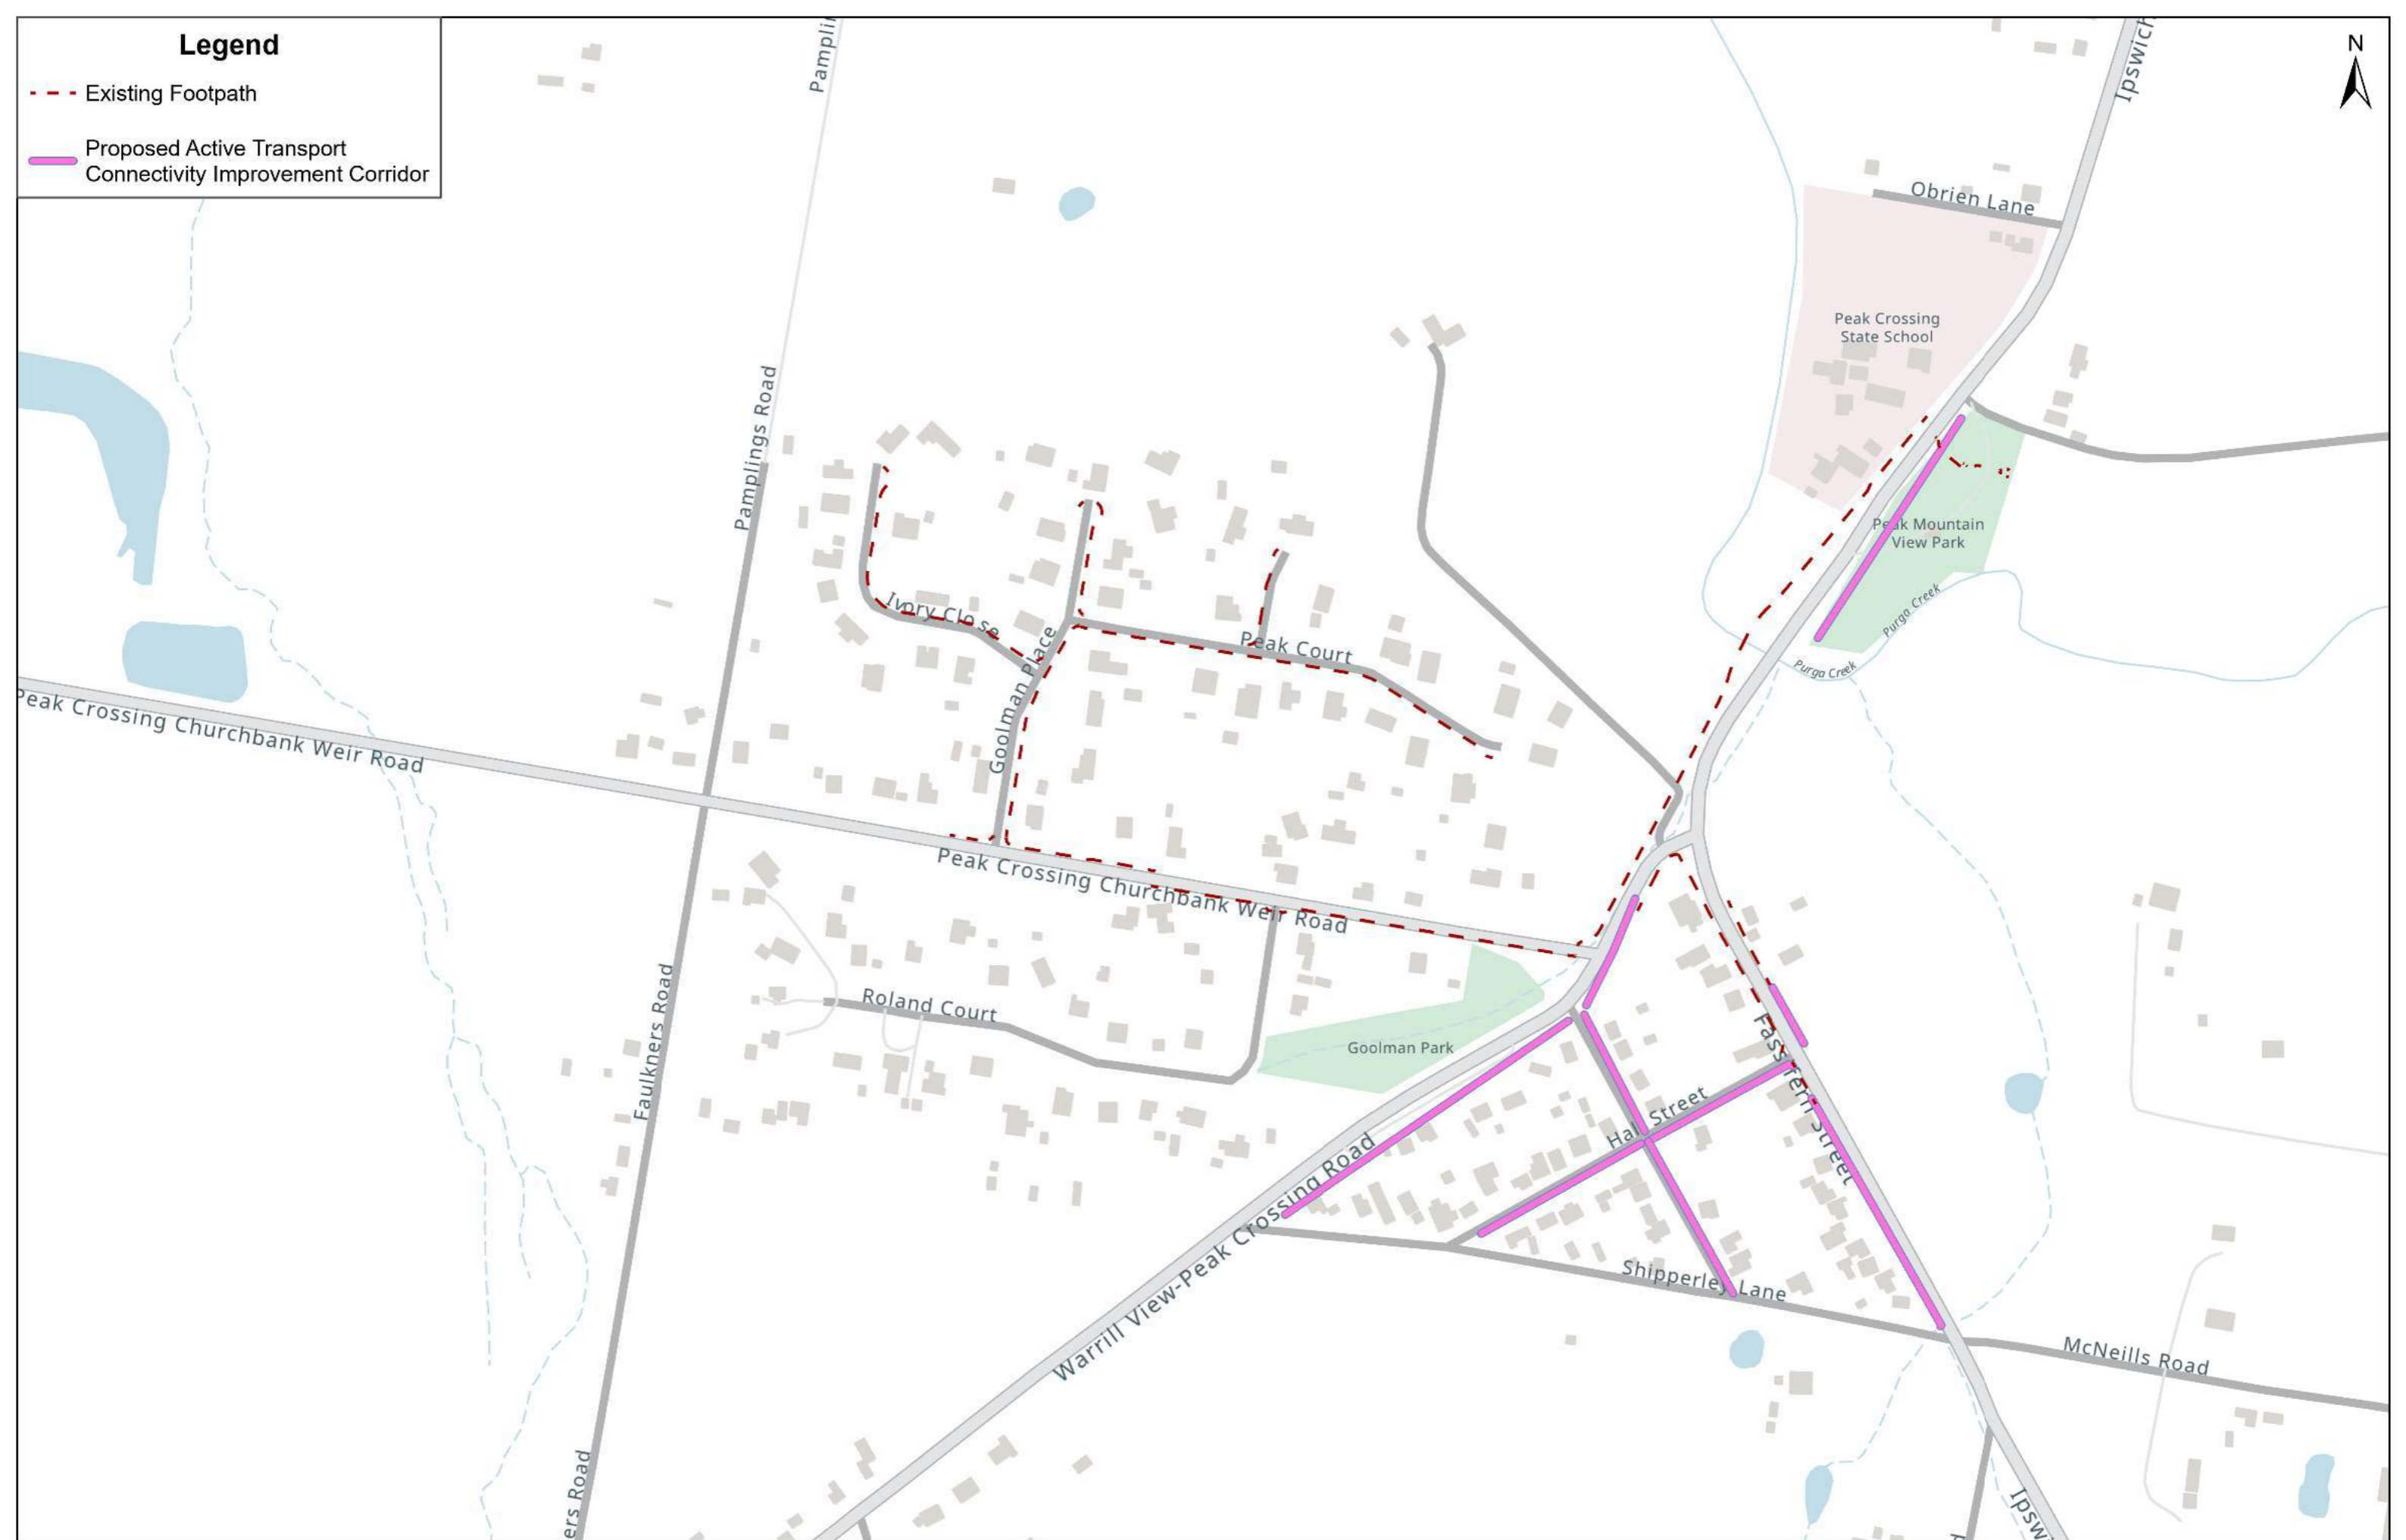 Legend
Existing Footpath
Proposed Active Transport
Connectivity Improvement Corridor
N
Pamplin
Ipswich
Obrien Lane
Peak Crossing
State School
Pamplings Road
Peak Mountain
View Park
Purga Creek
Purga Creek
Ivory Close
Goolman Place
Peak Court
Peak Crossing Churchbank Weir Road
Peak Crossing Churchbank Weir Road
Roland Court
Faulkners Road
Goolman Park
Fassifern Street
Hall Street
Warrill View-Peak Crossing Road
Shipperley Lane
McNeills Road
ers Road
Ipsw